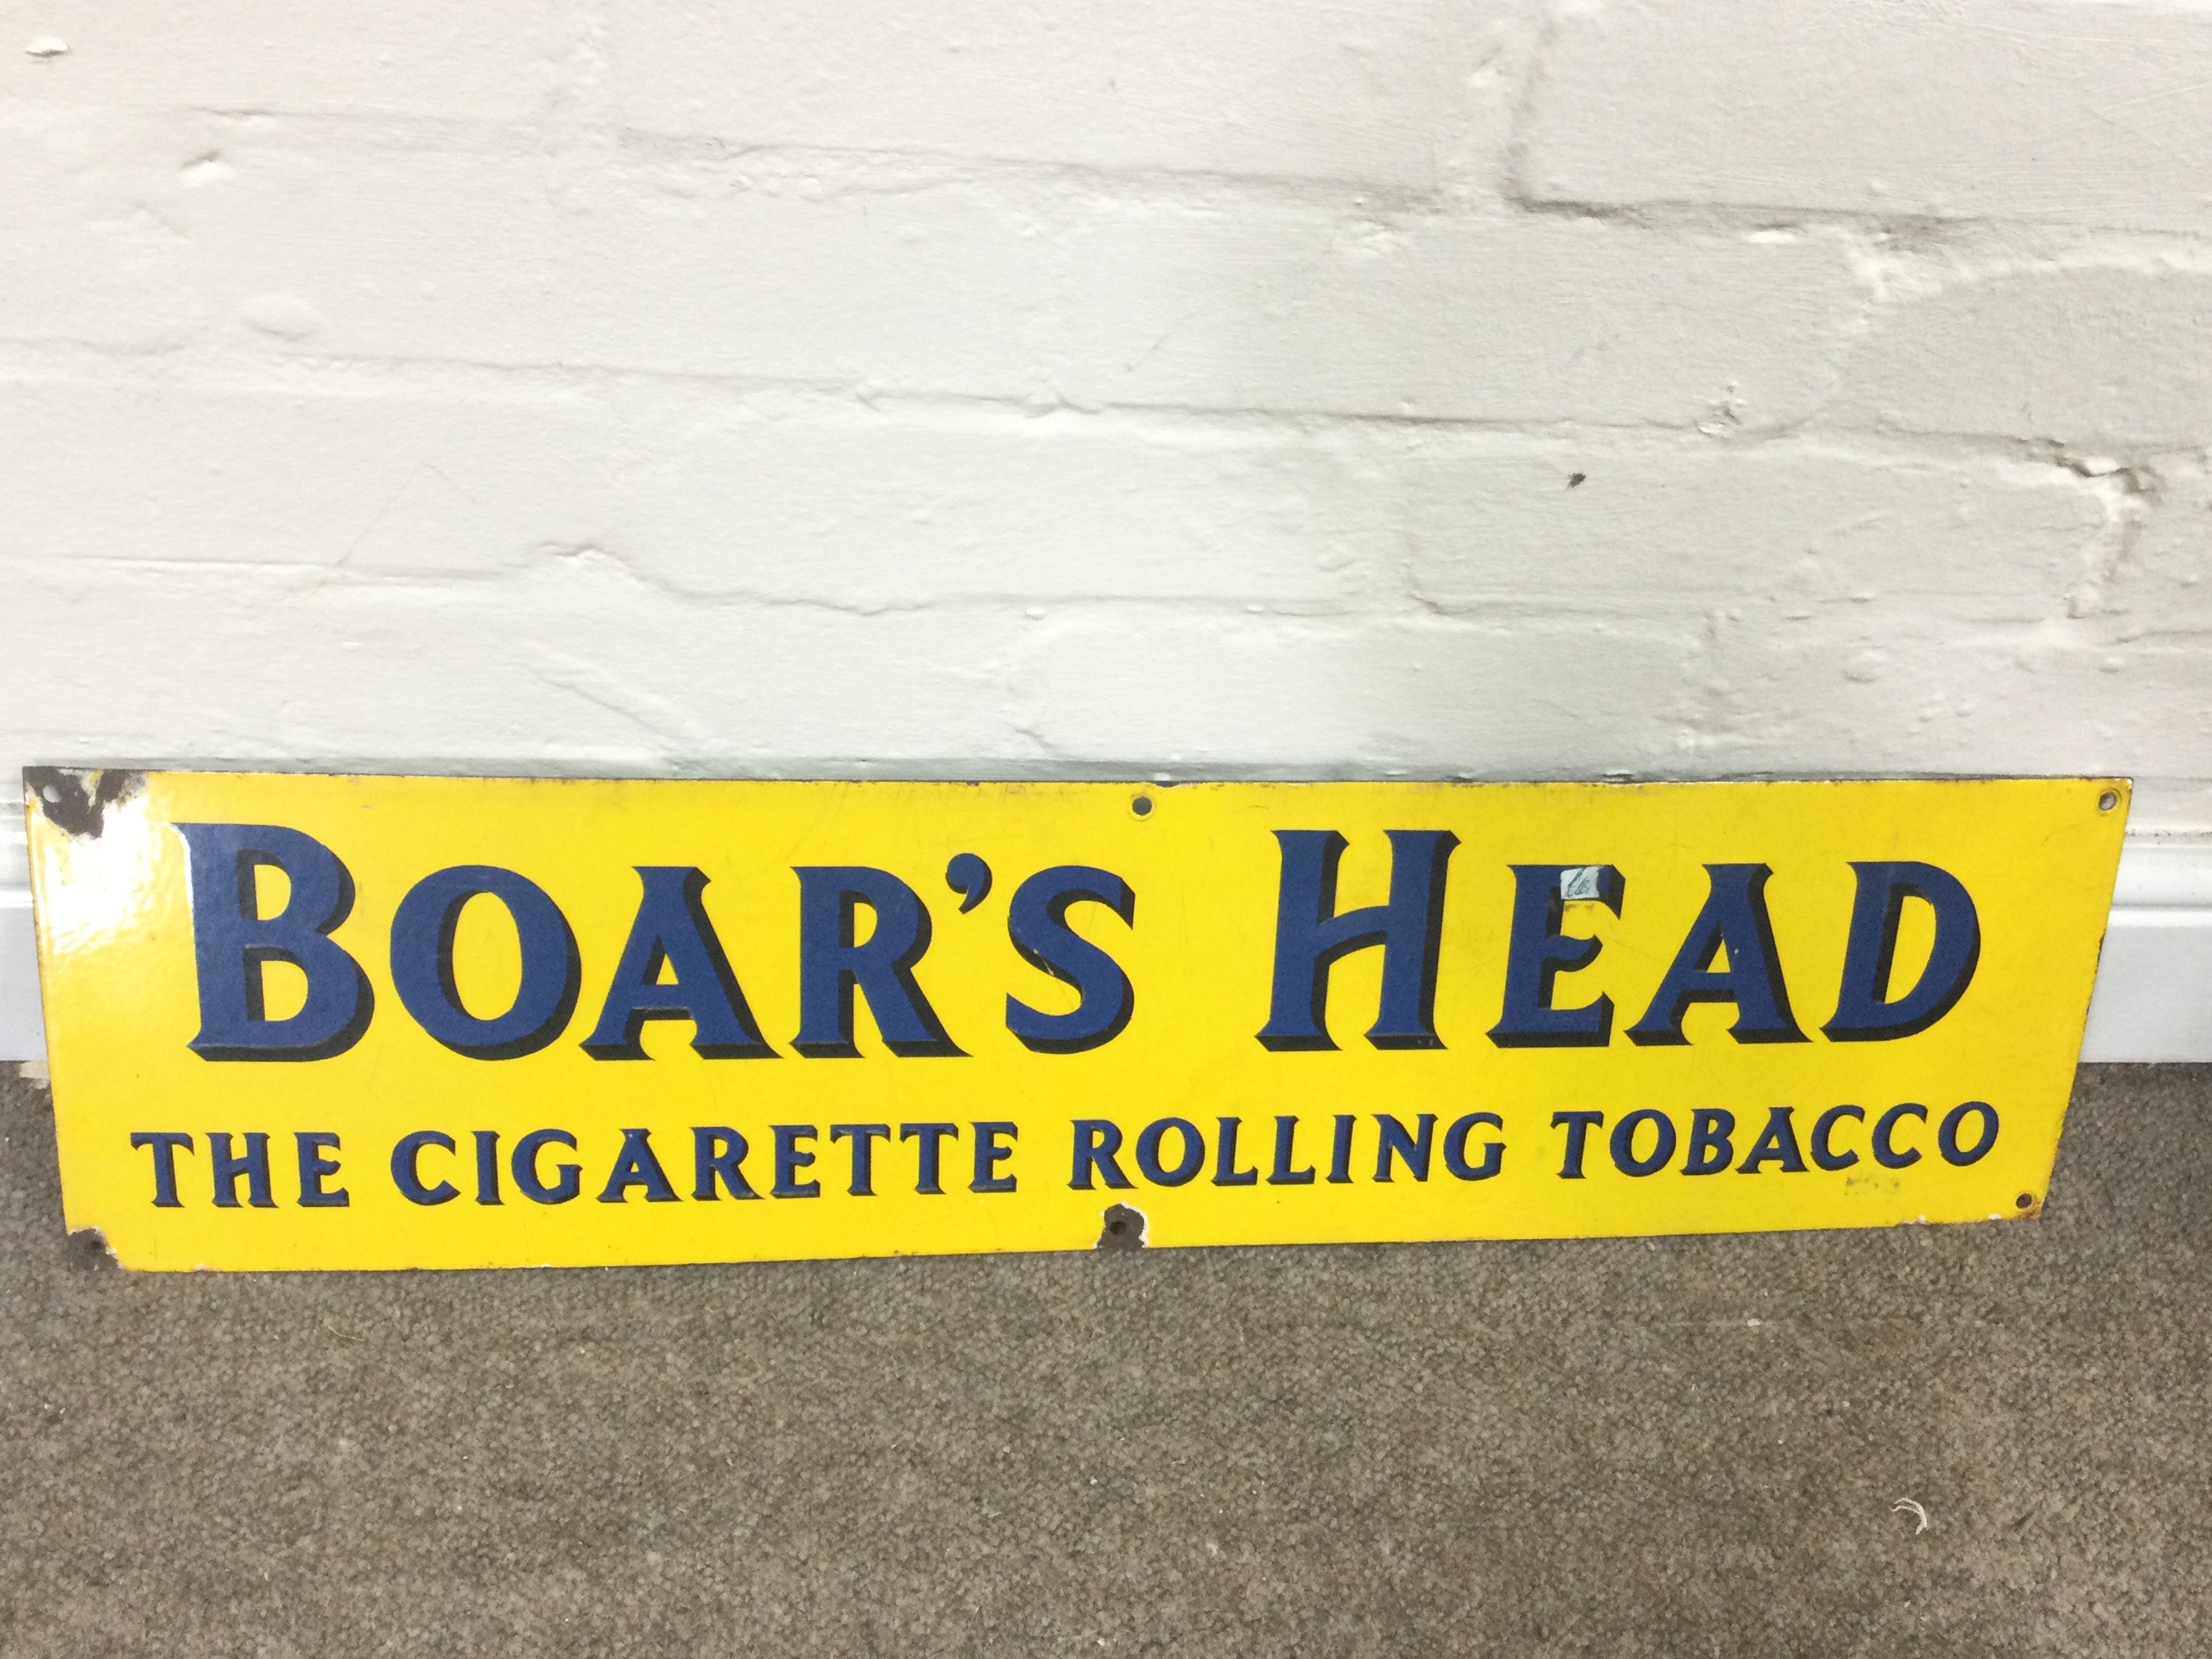 BOAR'S HEAD
THE CIGARETTE ROLLING TOBACCO